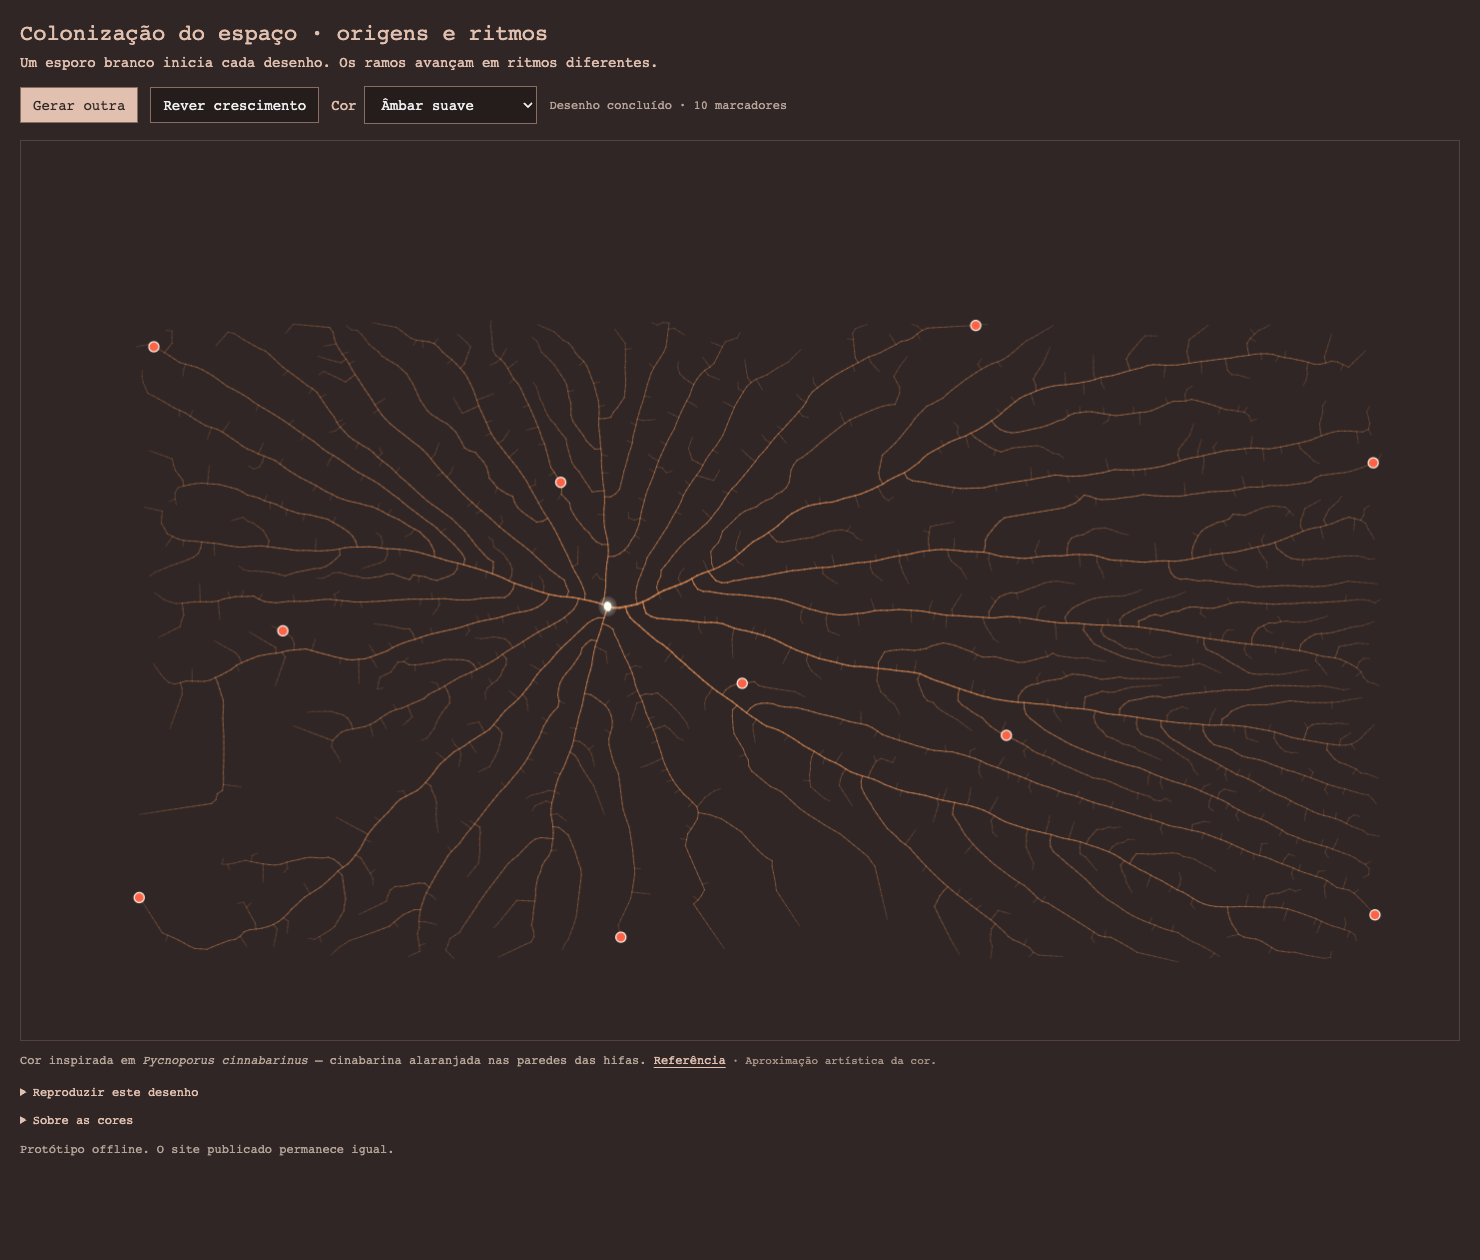 Colonização do espaço · origens e ritmos
Um esporo branco inicia cada desenho. Os ramos avançam em ritmos diferentes.
Gerar outra Rever crescimento Cor Âmbar suave Desenho concluído · 10 marcadores
Cor inspirada em Pycnoporus cinnabarinus — cinabarina alaranjada nas paredes das hifas. Referência · Aproximação artística da cor.
Reproduzir este desenho
Sobre as cores
Protótipo offline. O site publicado permanece igual.